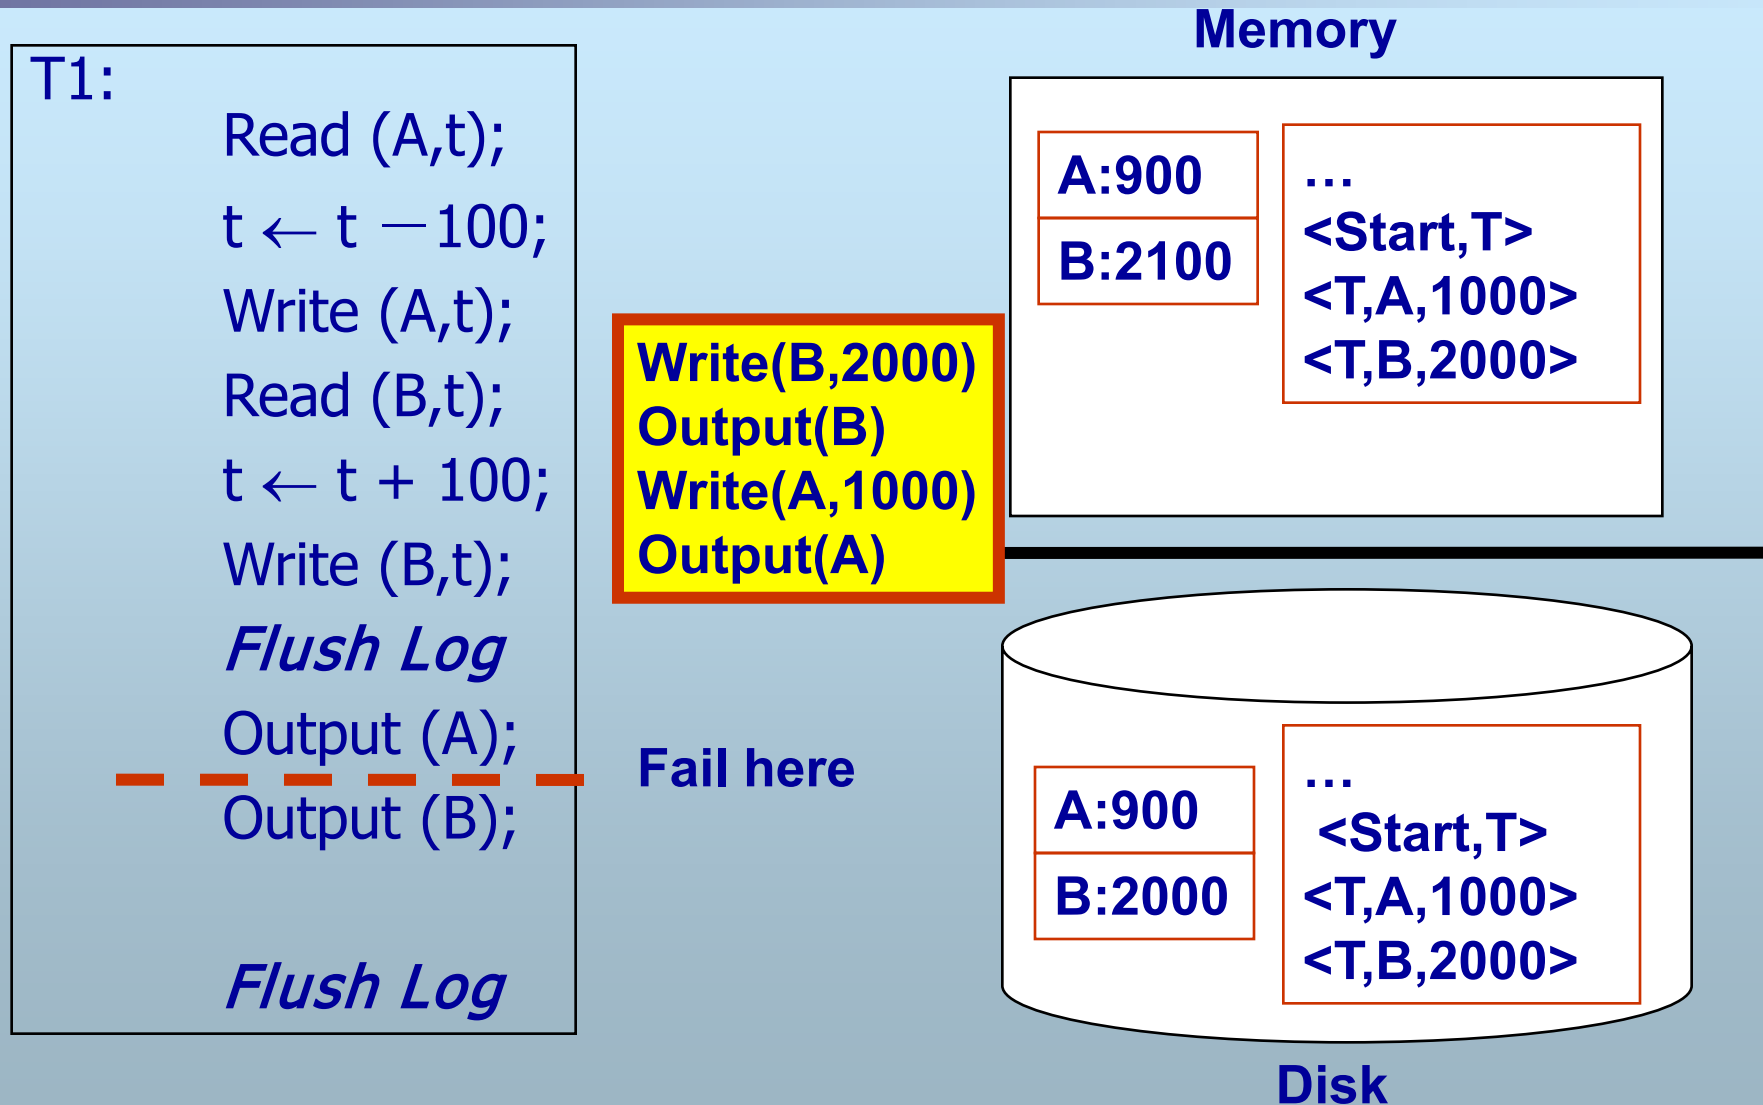 T1:
Read (A,t);
t ← t －100;
Write (A,t);
Read (B,t);
t ← t + 100;
Write (B,t);
Flush Log
Output (A);
Output (B);
Flush Log
Write(B,2000)
Output(B)
Write(A,1000)
Output(A)
Fail here
Memory
A:900
B:2100
…
<Start,T>
<T,A,1000>
<T,B,2000>
A:900
B:2000
…
<Start,T>
<T,A,1000>
<T,B,2000>
Disk